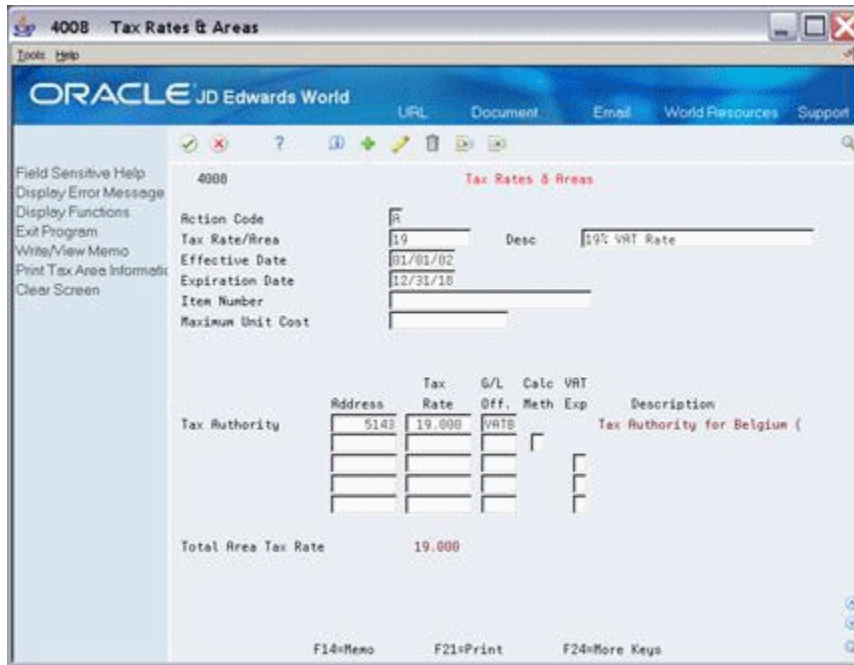 4008 Tax Rates & Areas
Tools Help
ORACLE JD Edwards World
URL Document Email World Resources Support
Field Sensitive Help
Display Error Message
Display Functions
Exit Program
Write/View Memo
Print Tax Area Informatic
Clear Screen
4008 Tax Rates & Areas
Action Code A
Tax Rate/Area 19 Desc 19% VAT Rate
Effective Date 01/01/02
Expiration Date 12/31/18
Item Number
Maximum Unit Cost
Tax G/L Calc VAT
Address Rate Off. Meth Exp Description
Tax Authority 5143 19.000 VATB Tax Authority for Belgium (
Total Area Tax Rate 19.000
F14=Memo F21=Print F24=More Keys